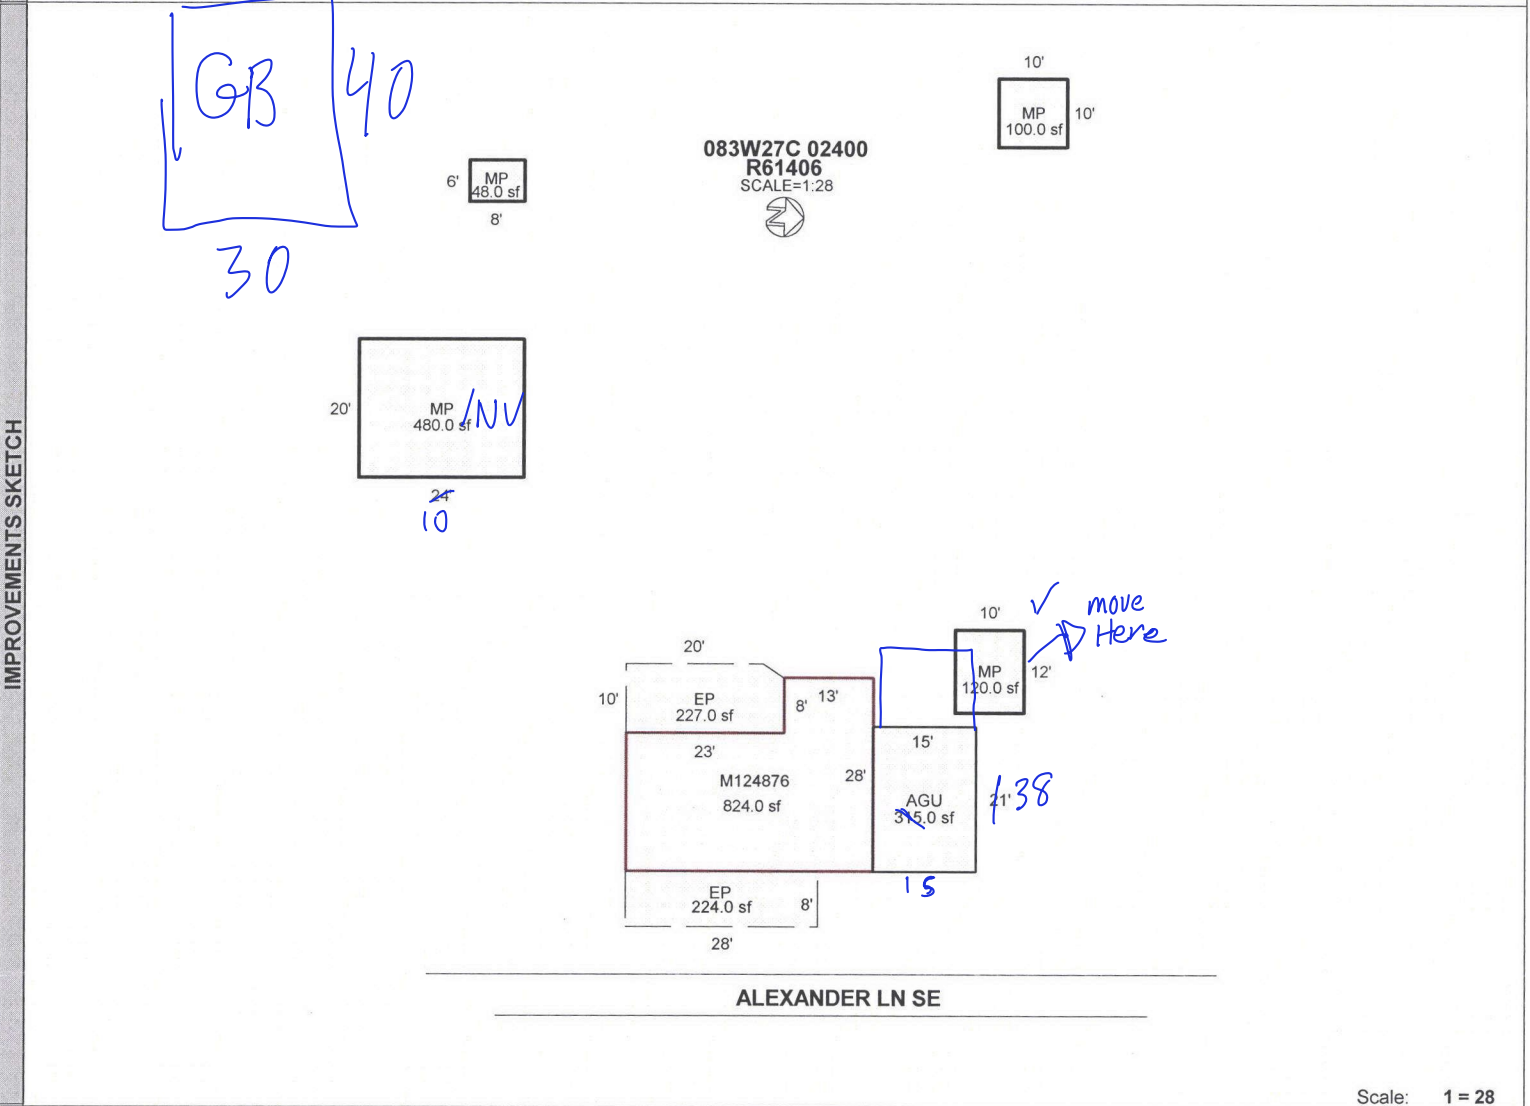 GB
40
30
10'
MP
100.0 sf
10'
083W27C 02400
R61406
SCALE=1:28
N
6'
MP
48.0 sf
8'
20'
MP
480.0 sf /NV
24'
10
IMPROVEMENTS SKETCH
10'
✓ move
Here
MP
120.0 sf
12'
20'
10'
EP
227.0 sf
8'
13'
23'
15'
M124876
824.0 sf
28'
AGU
315.0 sf
21'
38
15
EP
224.0 sf
8'
28'
ALEXANDER LN SE
Scale: 1 = 28